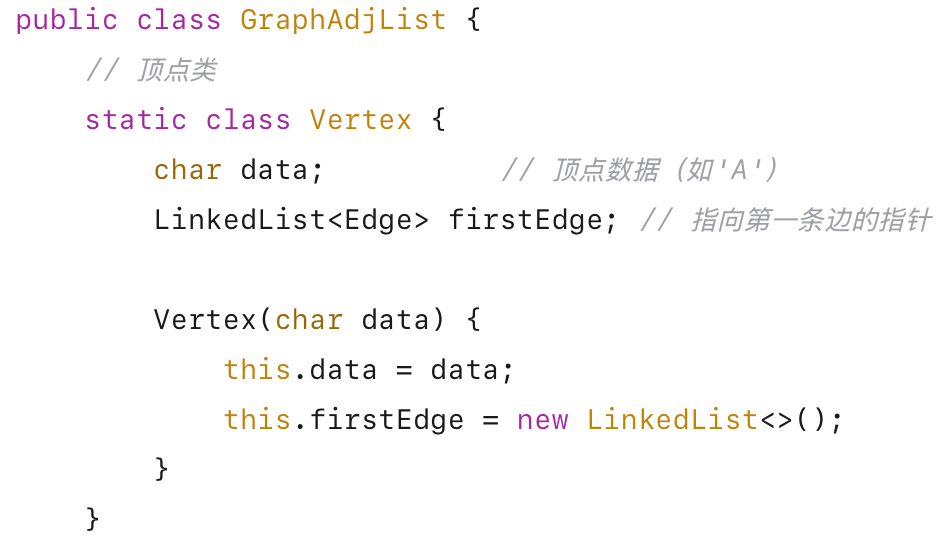 public class GraphAdjList {
    // 顶点类
    static class Vertex {
        char data;          // 顶点数据（如'A'）
        LinkedList<Edge> firstEdge; // 指向第一条边的指针

        Vertex(char data) {
            this.data = data;
            this.firstEdge = new LinkedList<>();
        }
    }